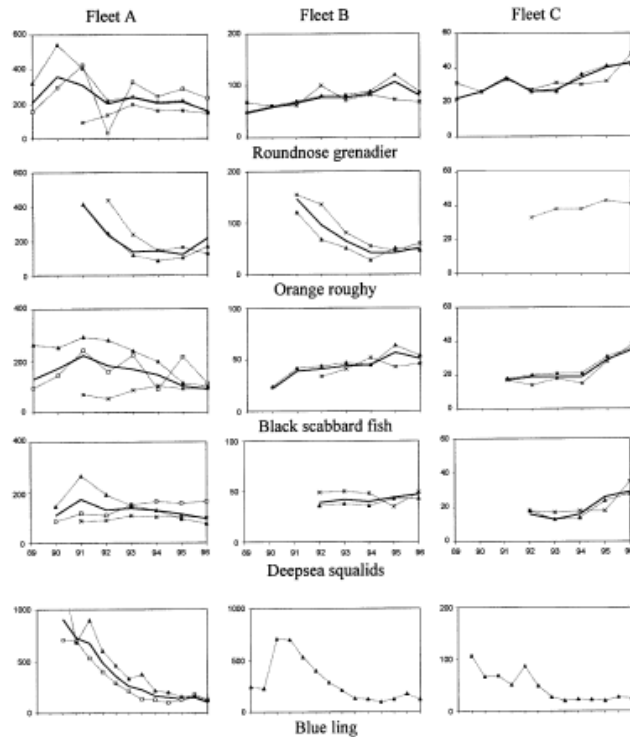 Fleet A Fleet B Fleet C
600 200 60
400 40
100
200 20
0 0 0
Roundnose grenadier
600 200 60
150
400 40
100
200 20
50
0 0 0
Orange roughy
400 100 60
40
200 50
20
0 0 0
Black scabbard fish
400 100 60
40
200 50
20
0 0 0
89 90 91 92 93 94 95 96 89 90 91 92 93 94 95 96 89 90 91 92 93 94 95 96
Deepsea squalids
1000 1000 300
200
500 500
100
0 0 0
Blue ling